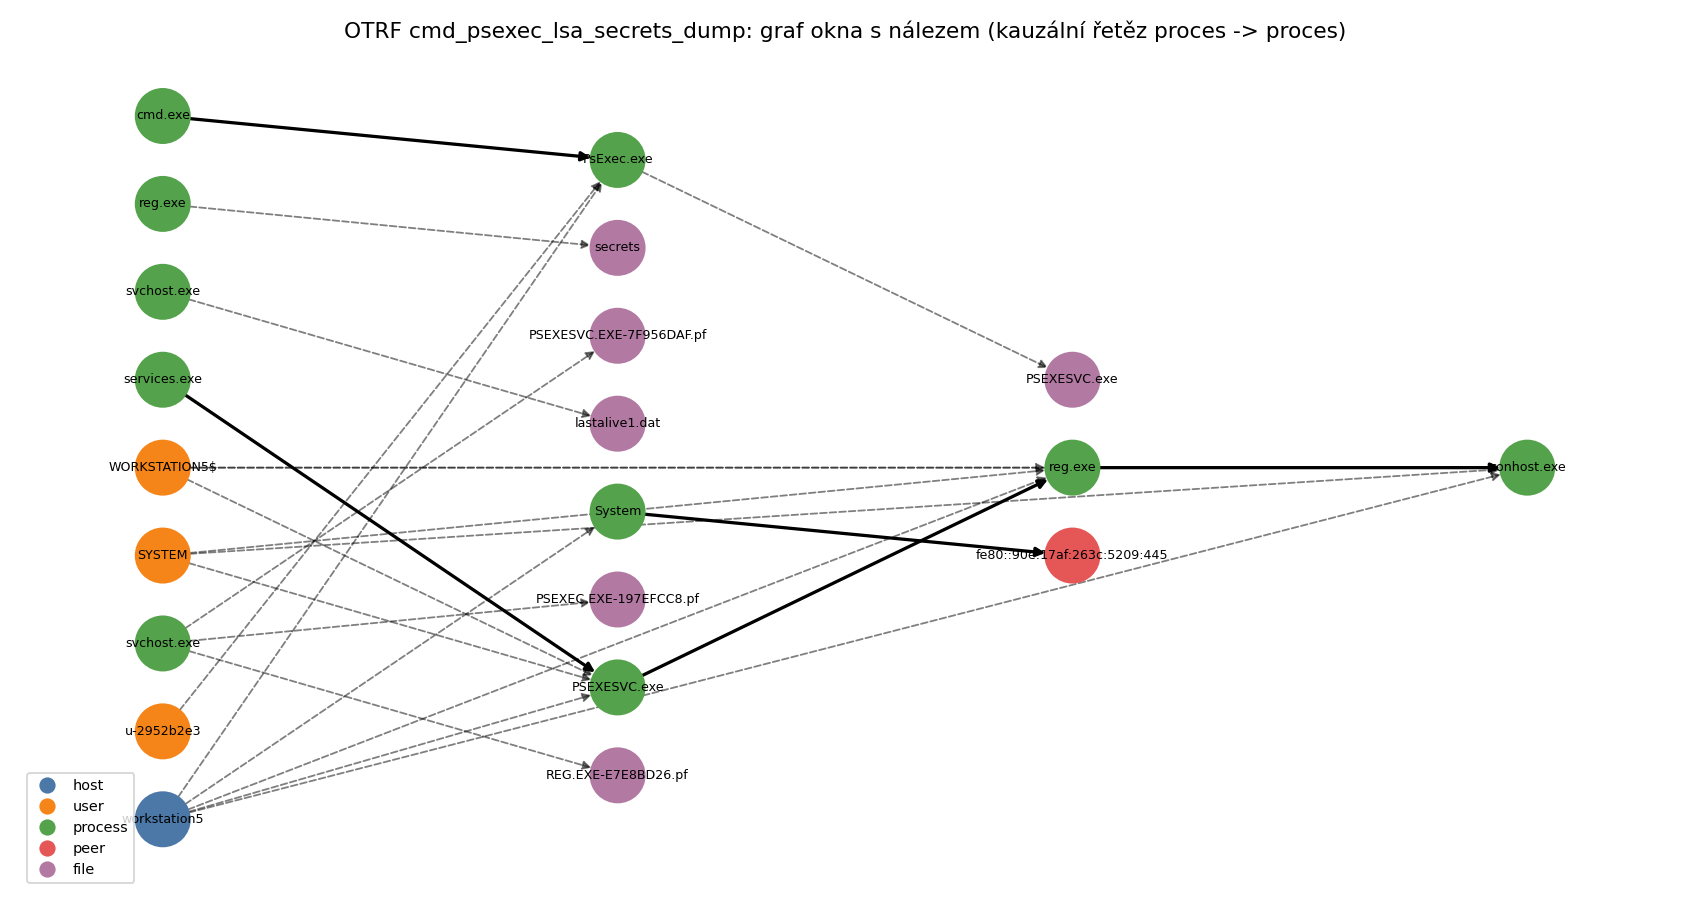 OTRF cmd_psexec_lsa_secrets_dump: graf okna s nálezem (kauzální řetěz proces -> proces)
cmd.exe
PsExec.exe
reg.exe
secrets
svchost.exe
PSEXESVC.EXE-7F956DAF.pf
services.exe
PSEXESVC.exe
lastalive1.dat
WORKSTATION5$
reg.exe
conhost.exe
System
SYSTEM
fe80::90e:17af:263c:5209:445
PSEXEC.EXE-197EFCC8.pf
svchost.exe
PSEXESVC.exe
u-2952b2e3
REG.EXE-E7E8BD26.pf
workstation5
host
user
process
peer
file